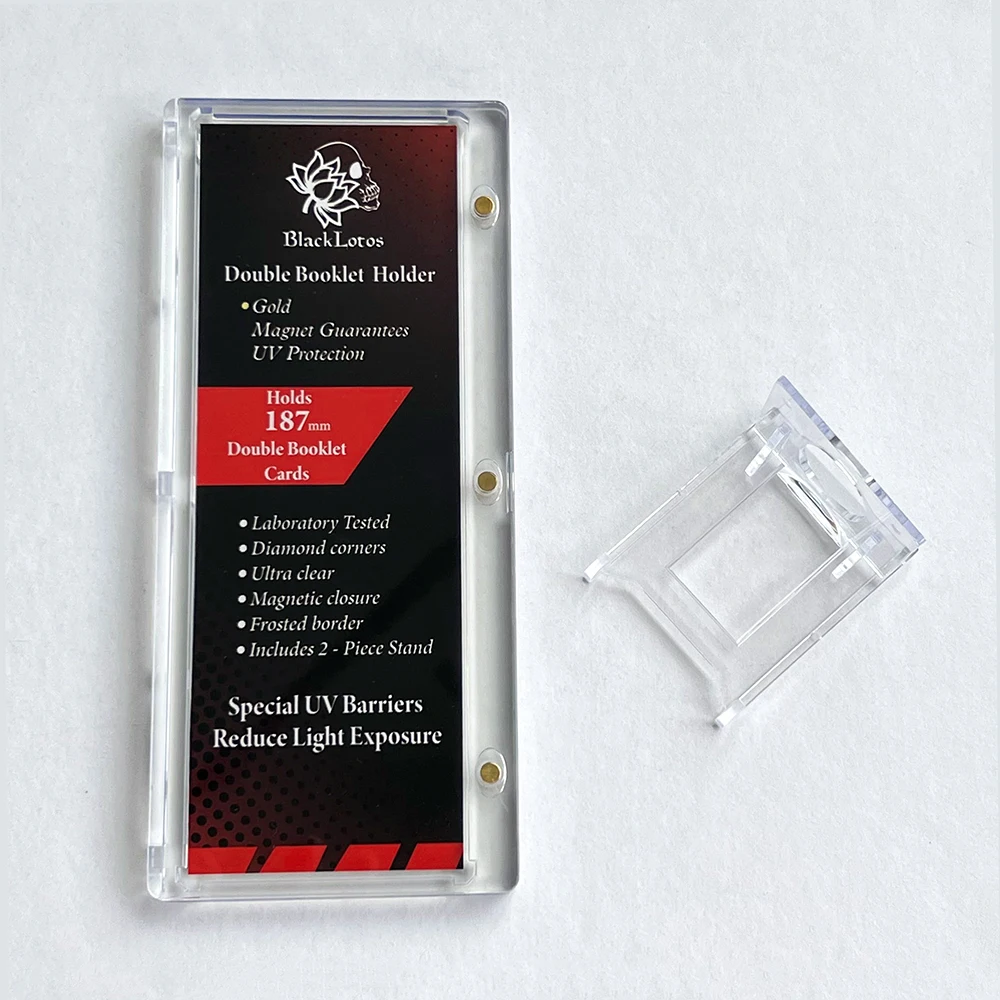 BlackLotos
Double Booklet Holder
• Gold
Magnet Guarantees
UV Protection
Holds
187mm
Double Booklet
Cards
• Laboratory Tested
• Diamond corners
• Ultra clear
• Magnetic closure
• Frosted border
• Includes 2 - Piece Stand
Special UV Barriers
Reduce Light Exposure